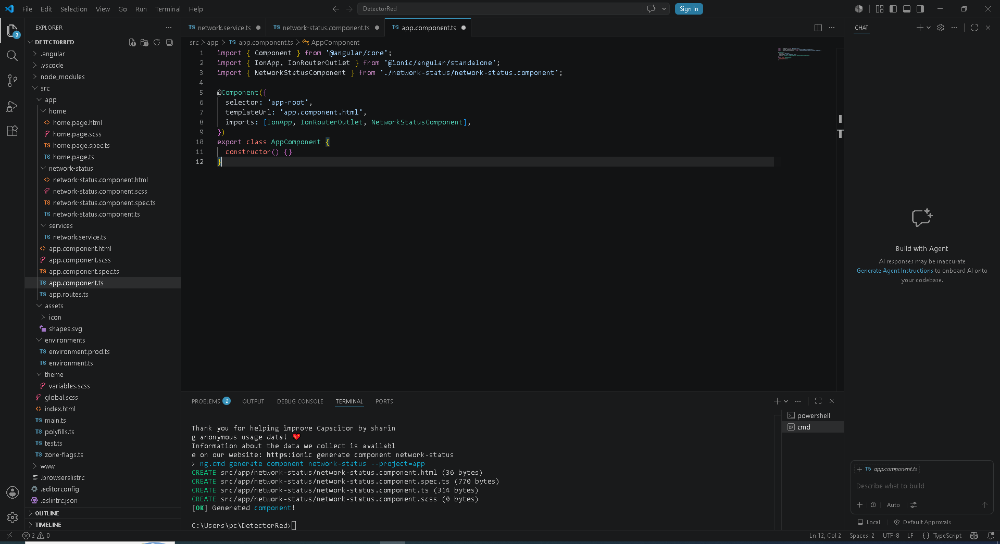 File Edit Selection View Go Run Terminal Help
DetectorRed
Sign In
EXPLORER
DETECTORRED
.angular
.vscode
node_modules
src
app
home
home.page.html
home.page.scss
home.page.spec.ts
home.page.ts
network-status
network-status.component.html
network-status.component.scss
network-status.component.spec.ts
network-status.component.ts
services
network.service.ts
app.component.html
app.component.scss
app.component.spec.ts
app.component.ts
app.routes.ts
assets
icon
shapes.svg
environments
environment.prod.ts
environment.ts
theme
variables.scss
global.scss
index.html
main.ts
polyfills.ts
test.ts
zone-flags.ts
www
.browserslistrc
.editorconfig
.eslintrc.json
OUTLINE
TIMELINE
3
TS network.service.ts TS network-status.component.ts TS app.component.ts
src > app > TS app.component.ts > AppComponent
1 import { Component } from '@angular/core';
2 import { IonApp, IonRouterOutlet } from '@ionic/angular/standalone';
3 import { NetworkStatusComponent } from './network-status/network-status.component';
4
5 @Component({
6 selector: 'app-root',
7 templateUrl: 'app.component.html',
8 imports: [IonApp, IonRouterOutlet, NetworkStatusComponent],
9 })
10 export class AppComponent {
11 constructor() {}
12 }
PROBLEMS 2 OUTPUT DEBUG CONSOLE TERMINAL PORTS
Thank you for helping improve Capacitor by sharin
g anonymous usage data! 💖
Information about the data we collect is availabl
e on our website: https:ionic generate component network-status
> ng.cmd generate component network-status --project=app
CREATE src/app/network-status/network-status.component.html (36 bytes)
CREATE src/app/network-status/network-status.component.spec.ts (770 bytes)
CREATE src/app/network-status/network-status.component.ts (314 bytes)
CREATE src/app/network-status/network-status.component.scss (0 bytes)
[OK] Generated component!
C:\Users\pc\DetectorRed>
powershell
cmd
CHAT
Build with Agent
AI responses may be inaccurate
Generate Agent Instructions to onboard AI onto
your codebase.
+ TS app.component.ts
Describe what to build
Auto
Local Default Approvals
2 0
Ln 12, Col 2 Spaces: 2 UTF-8 LF {} TypeScript